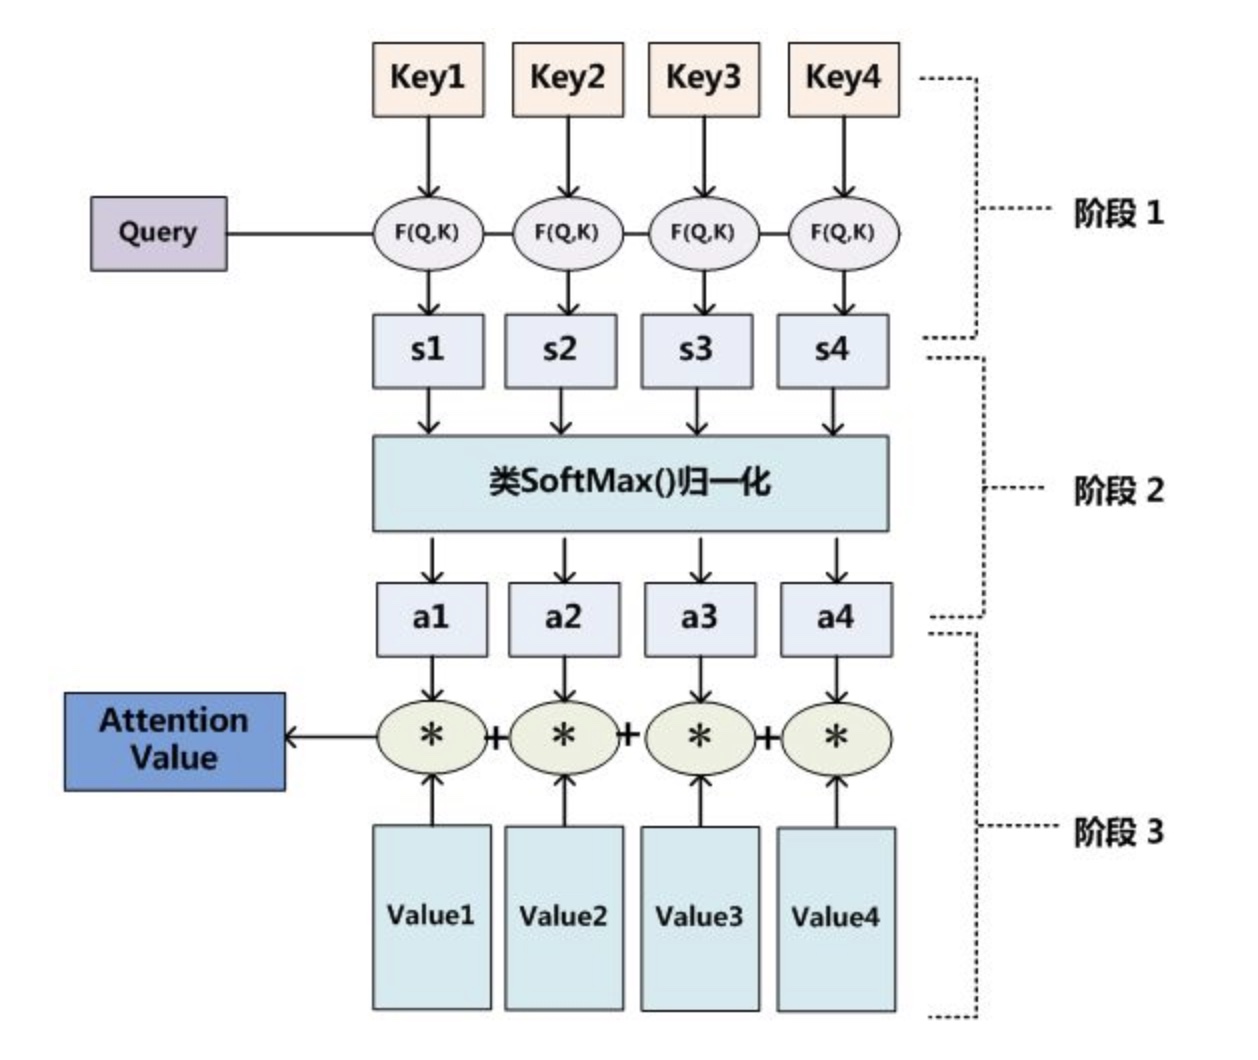 Key1 Key2 Key3 Key4
阶段 1
Query F(Q,K) F(Q,K) F(Q,K) F(Q,K)
s1 s2 s3 s4
类SoftMax()归一化
阶段 2
a1 a2 a3 a4
Attention
Value
* + * + * + *
阶段 3
Value1 Value2 Value3 Value4